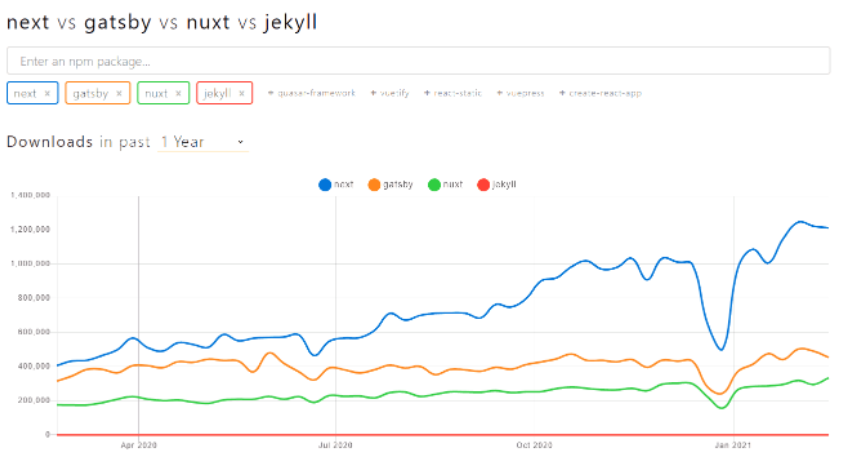 next vs gatsby vs nuxt vs jekyll
Enter an npm package...
next × gatsby × nuxt × jekyll × + quasar-framework + vuetify + react-static + vuepress + create-react-app
Downloads in past 1 Year
next gatsby nuxt jekyll
1,400,000
1,200,000
1,000,000
800,000
600,000
400,000
200,000
0
Apr 2020 Jul 2020 Oct 2020 Jan 2021